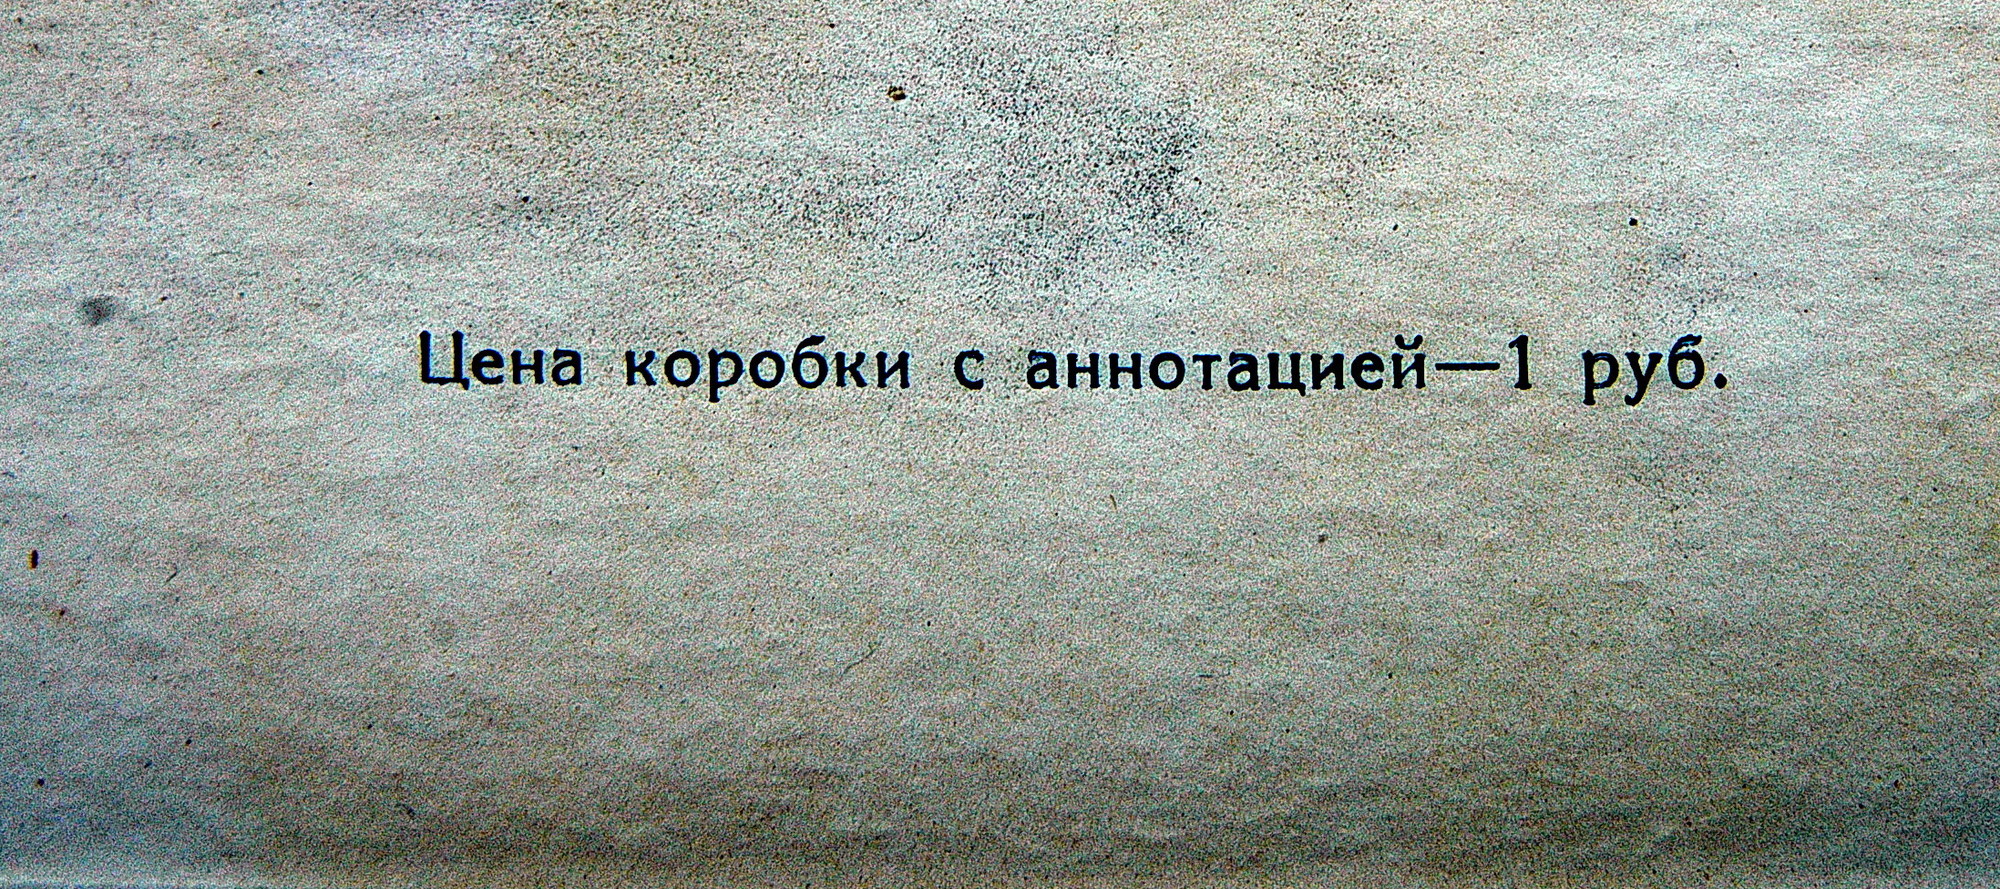 Цена коробки с аннотацией—1 руб.